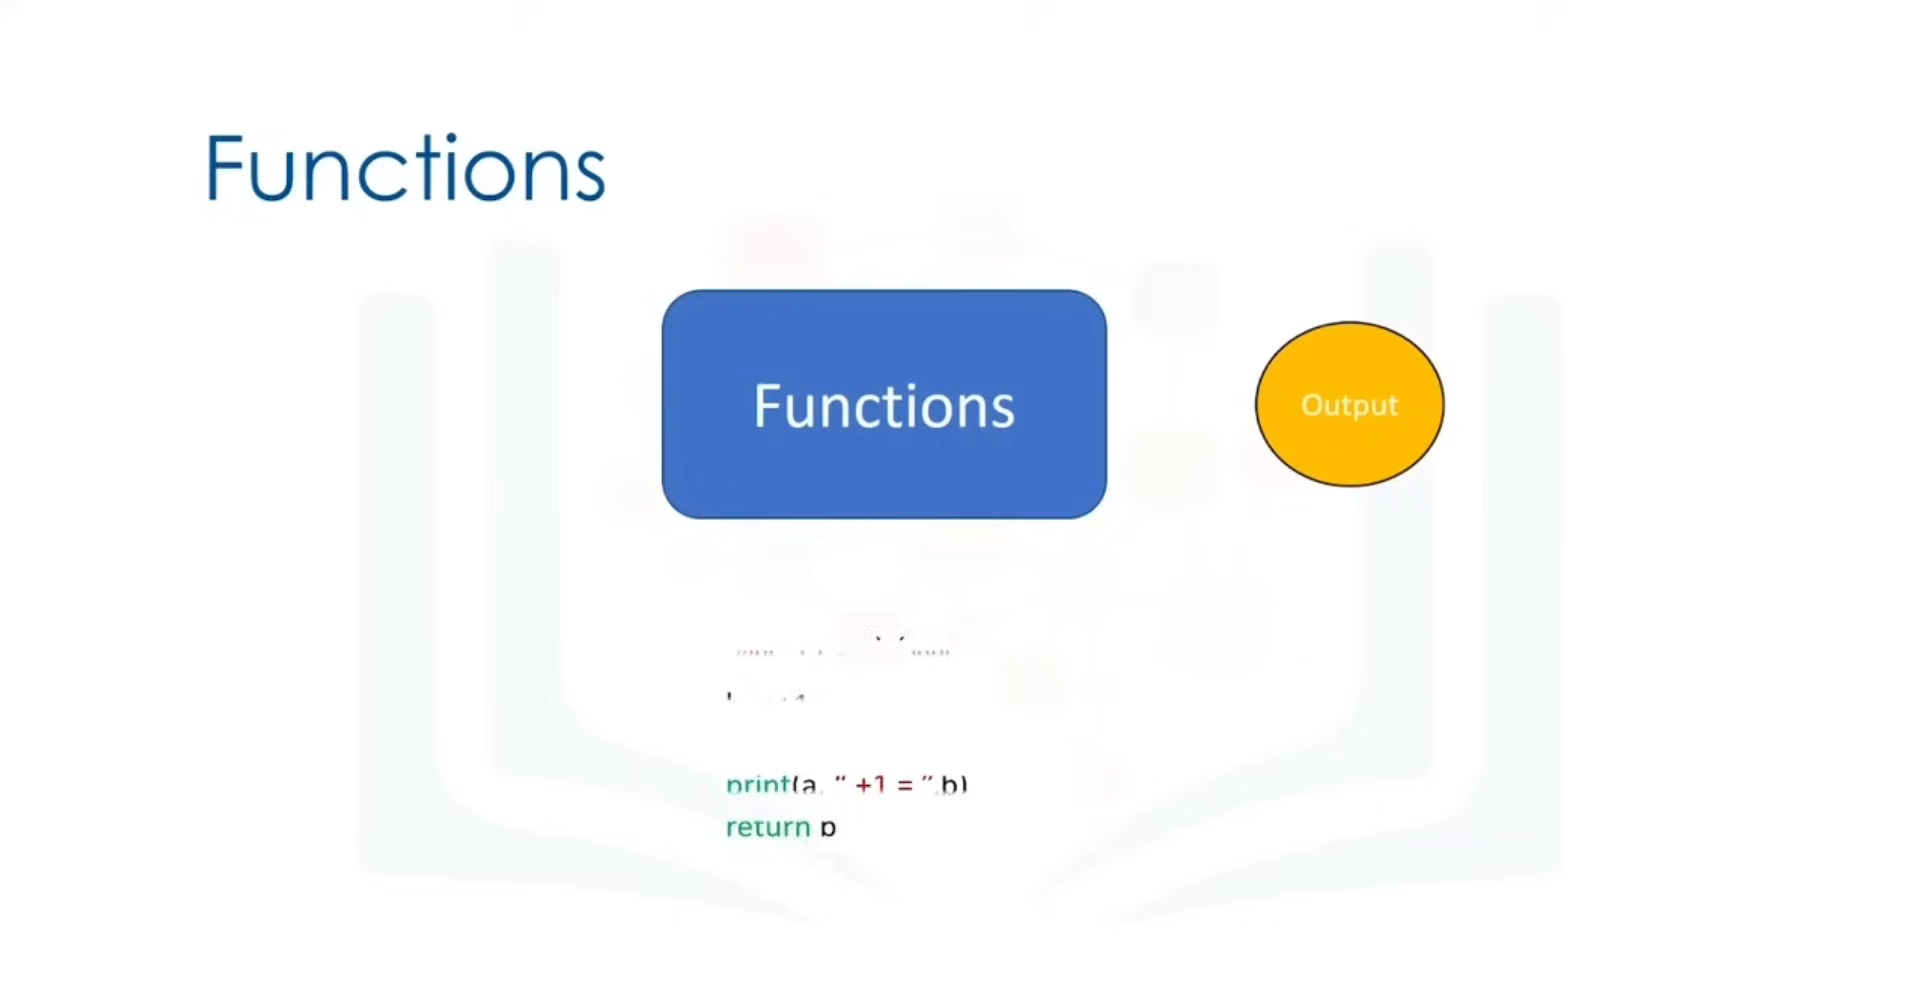 Functions
Functions
Output
print(a, “ +1 = ”,b)
return b